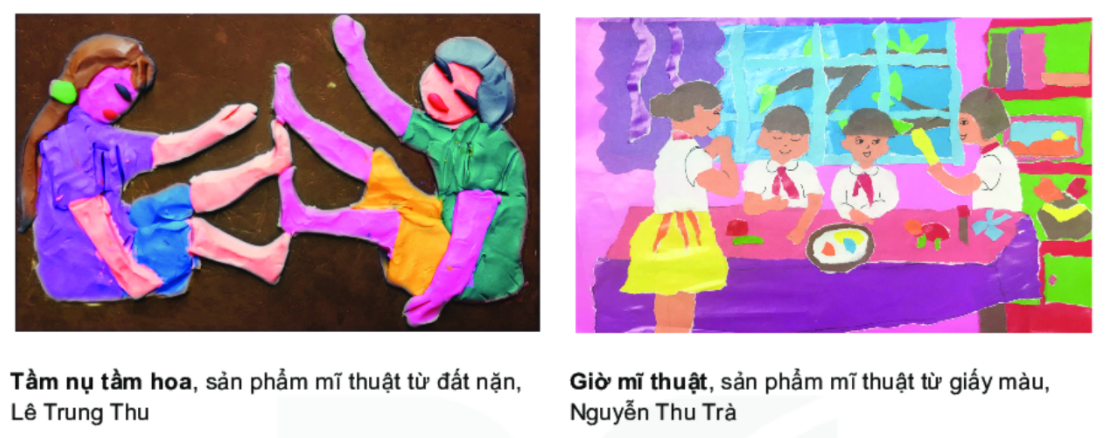 Tầm nụ tầm hoa, sản phẩm mĩ thuật từ đất nặn,
Lê Trung Thu
Giờ mĩ thuật, sản phẩm mĩ thuật từ giấy màu,
Nguyễn Thu Trà